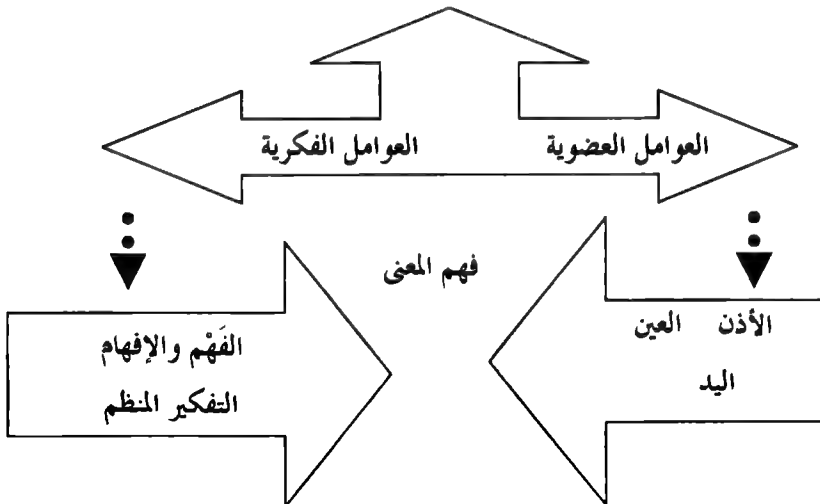 العوامل العضوية
العوامل الفكرية
فهم المعنى
الأذن العين
اليد
الفَهْم والإفهام
التفكير المنظم